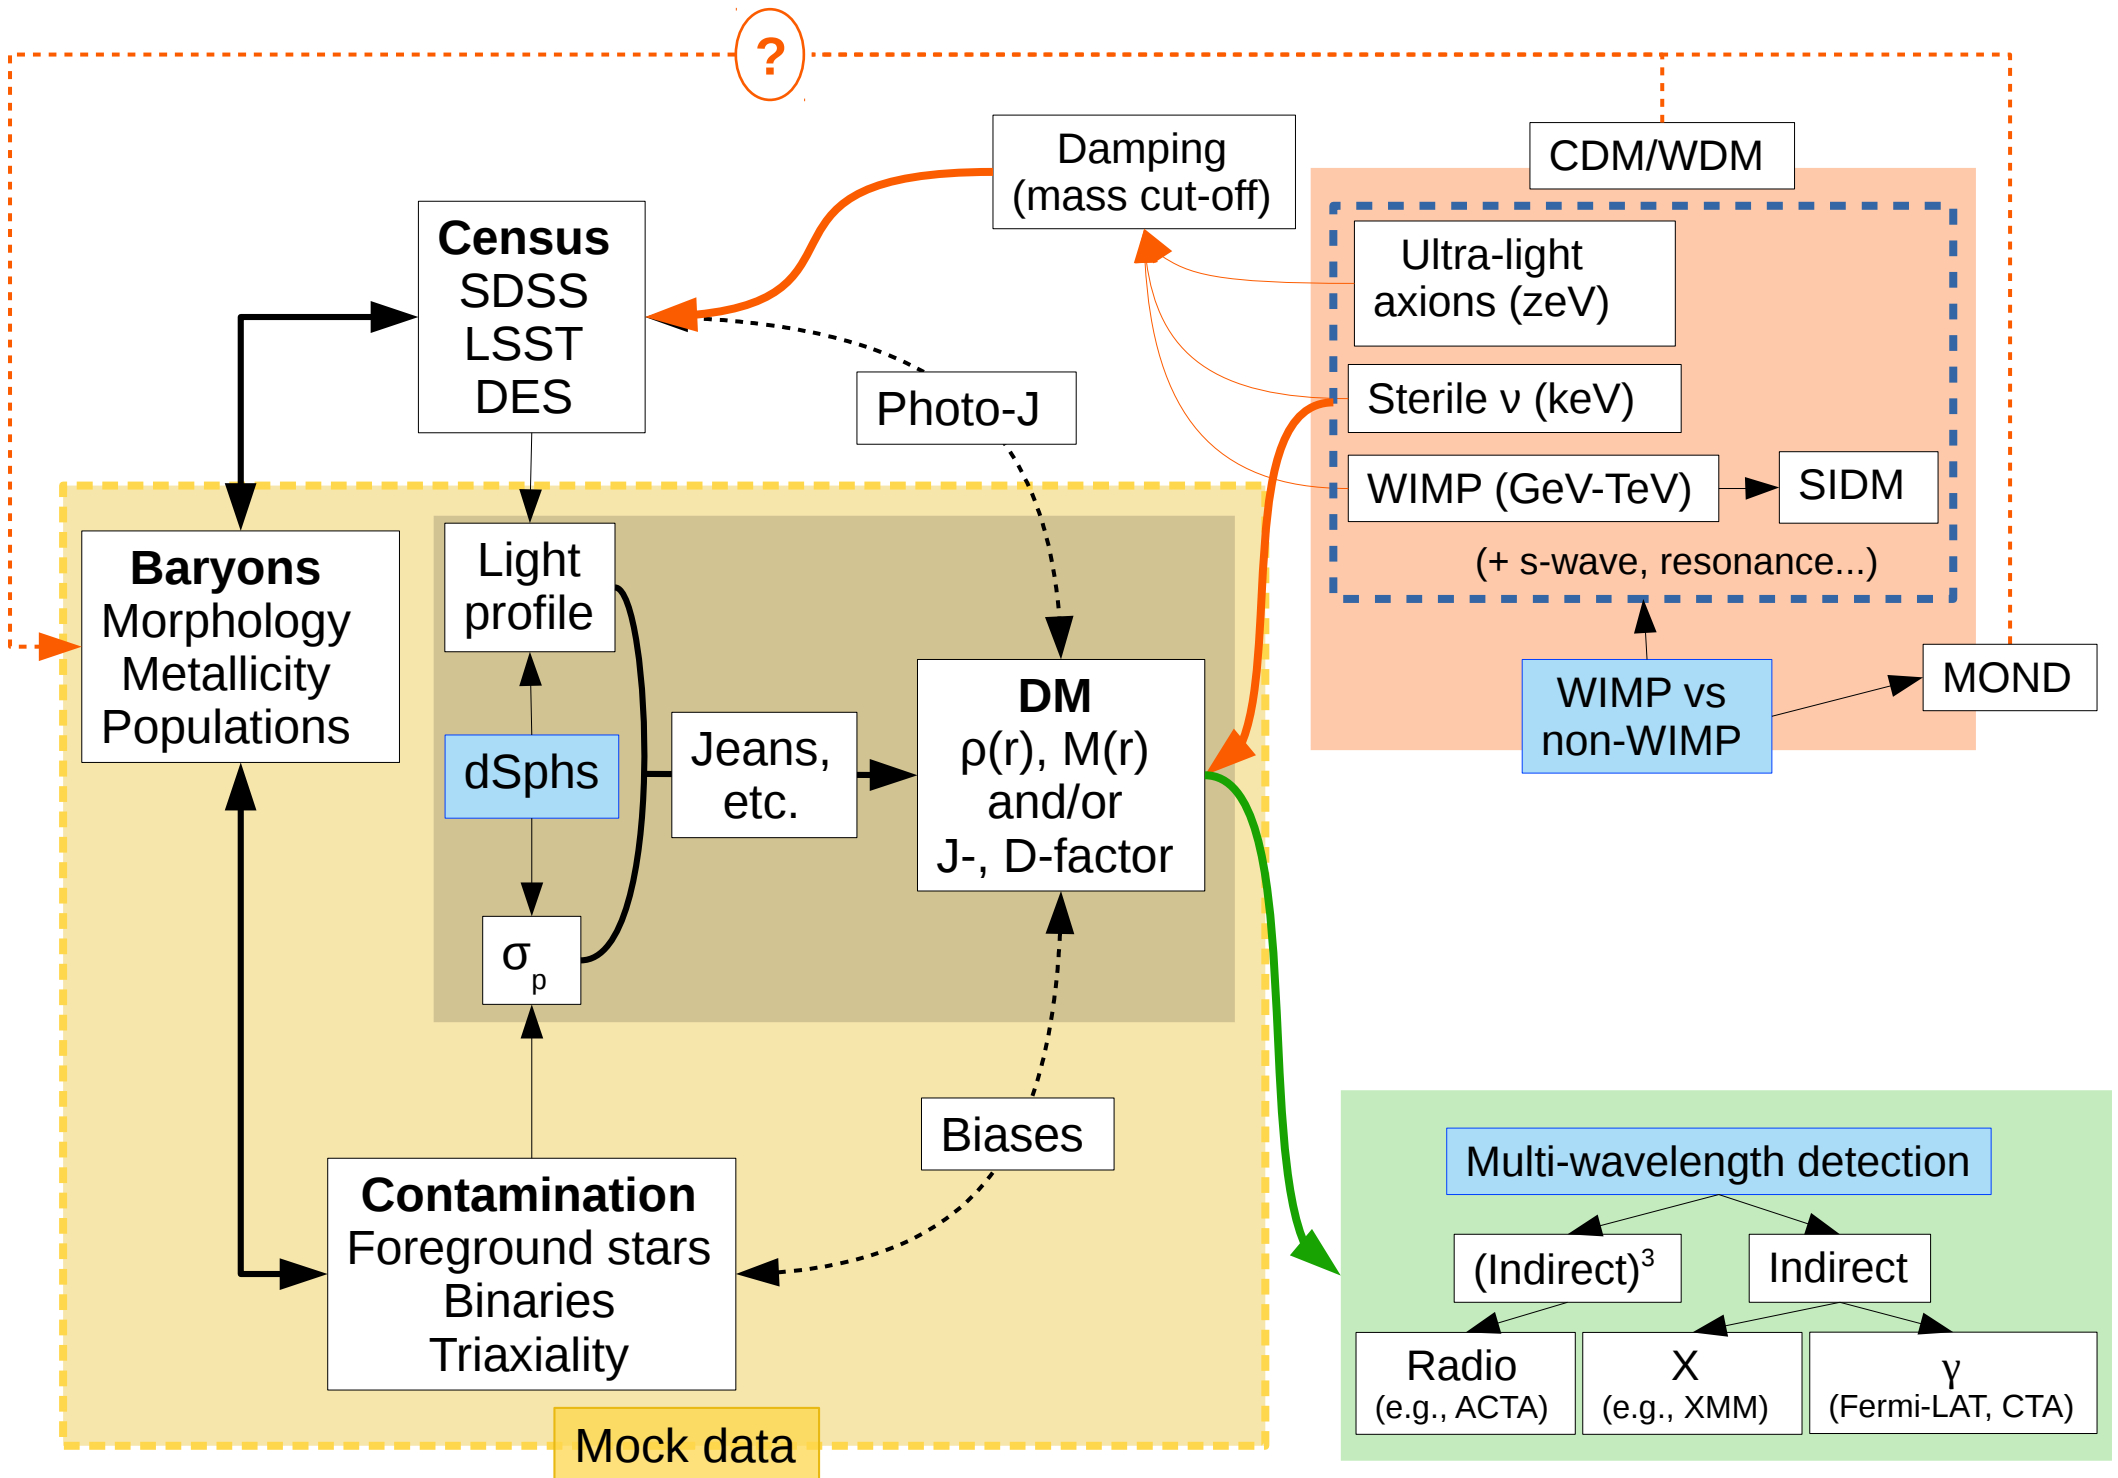 ?
Damping
(mass cut-off)
CDM/WDM
Census
SDSS
LSST
DES
Ultra-light
axions (zeV)
Photo-J
Sterile ν (keV)
WIMP (GeV-TeV)
SIDM
(+ s-wave, resonance...)
Baryons
Morphology
Metallicity
Populations
Light
profile
dSphs
Jeans,
etc.
DM
ρ(r), M(r)
and/or
J-, D-factor
WIMP vs
non-WIMP
MOND
σp
Biases
Contamination
Foreground stars
Binaries
Triaxiality
Mock data
Multi-wavelength detection
(Indirect)³
Indirect
Radio
(e.g., ACTA)
X
(e.g., XMM)
γ
(Fermi-LAT, CTA)